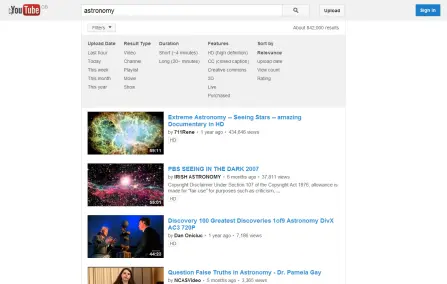 YouTube GB
astronomy
Upload
Sign in
Filters
About 842,000 results
Upload Date Result Type Duration Features Sort by
Last hour Video Short (~4 minutes) HD (high definition) Relevance
Today Channel Long (20~ minutes) CC (closed caption) Upload date
This week Playlist Creative commons View count
This month Movie 3D Rating
This year Show Live
Purchased
Extreme Astronomy -- Seeing Stars -- amazing
Documentary in HD
by 711Rene • 1 year ago • 434,646 views
HD
PBS SEEING IN THE DARK 2007
by IRISH ASTRONOMY • 6 months ago • 37,811 views
Copyright Disclaimer Under Section 107 of the Copyright Act 1976, allowance is
made for "fair use" for purposes such as criticism, ...
HD
Discovery 100 Greatest Discoveries 1of9 Astronomy DivX
AC3 720P
by Dan Onicius • 1 year ago • 7,186 views
44:20
HD
Question False Truths in Astronomy - Dr. Pamela Gay
by NCASVideo • 5 months ago • 3,365 views